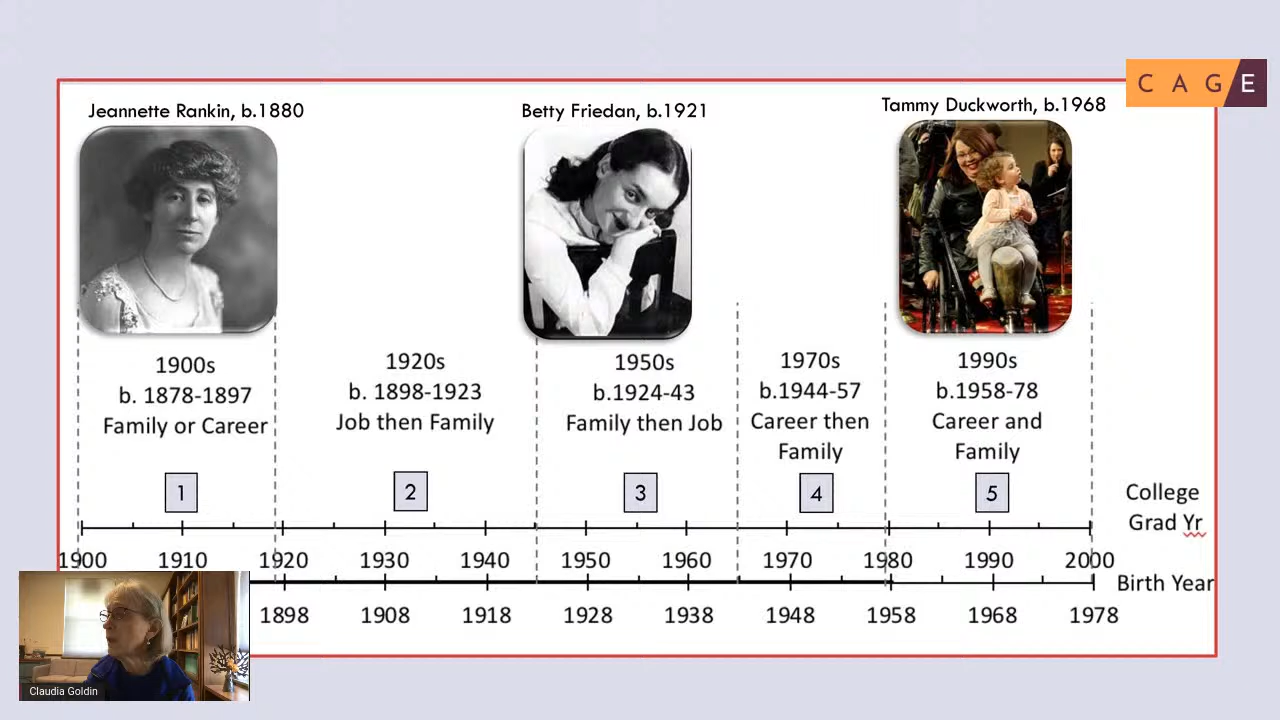 C A G E
Jeannette Rankin, b.1880
Betty Friedan, b.1921
Tammy Duckworth, b.1968
1900s
b. 1878-1897
Family or Career
1
1920s
b. 1898-1923
Job then Family
2
1950s
b.1924-43
Family then Job
3
1970s
b.1944-57
Career then
Family
4
1990s
b.1958-78
Career and
Family
5
College
Grad Yr
1900 1910 1920 1930 1940 1950 1960 1970 1980 1990 2000
Birth Year
1898 1908 1918 1928 1938 1948 1958 1968 1978
Claudia Goldin